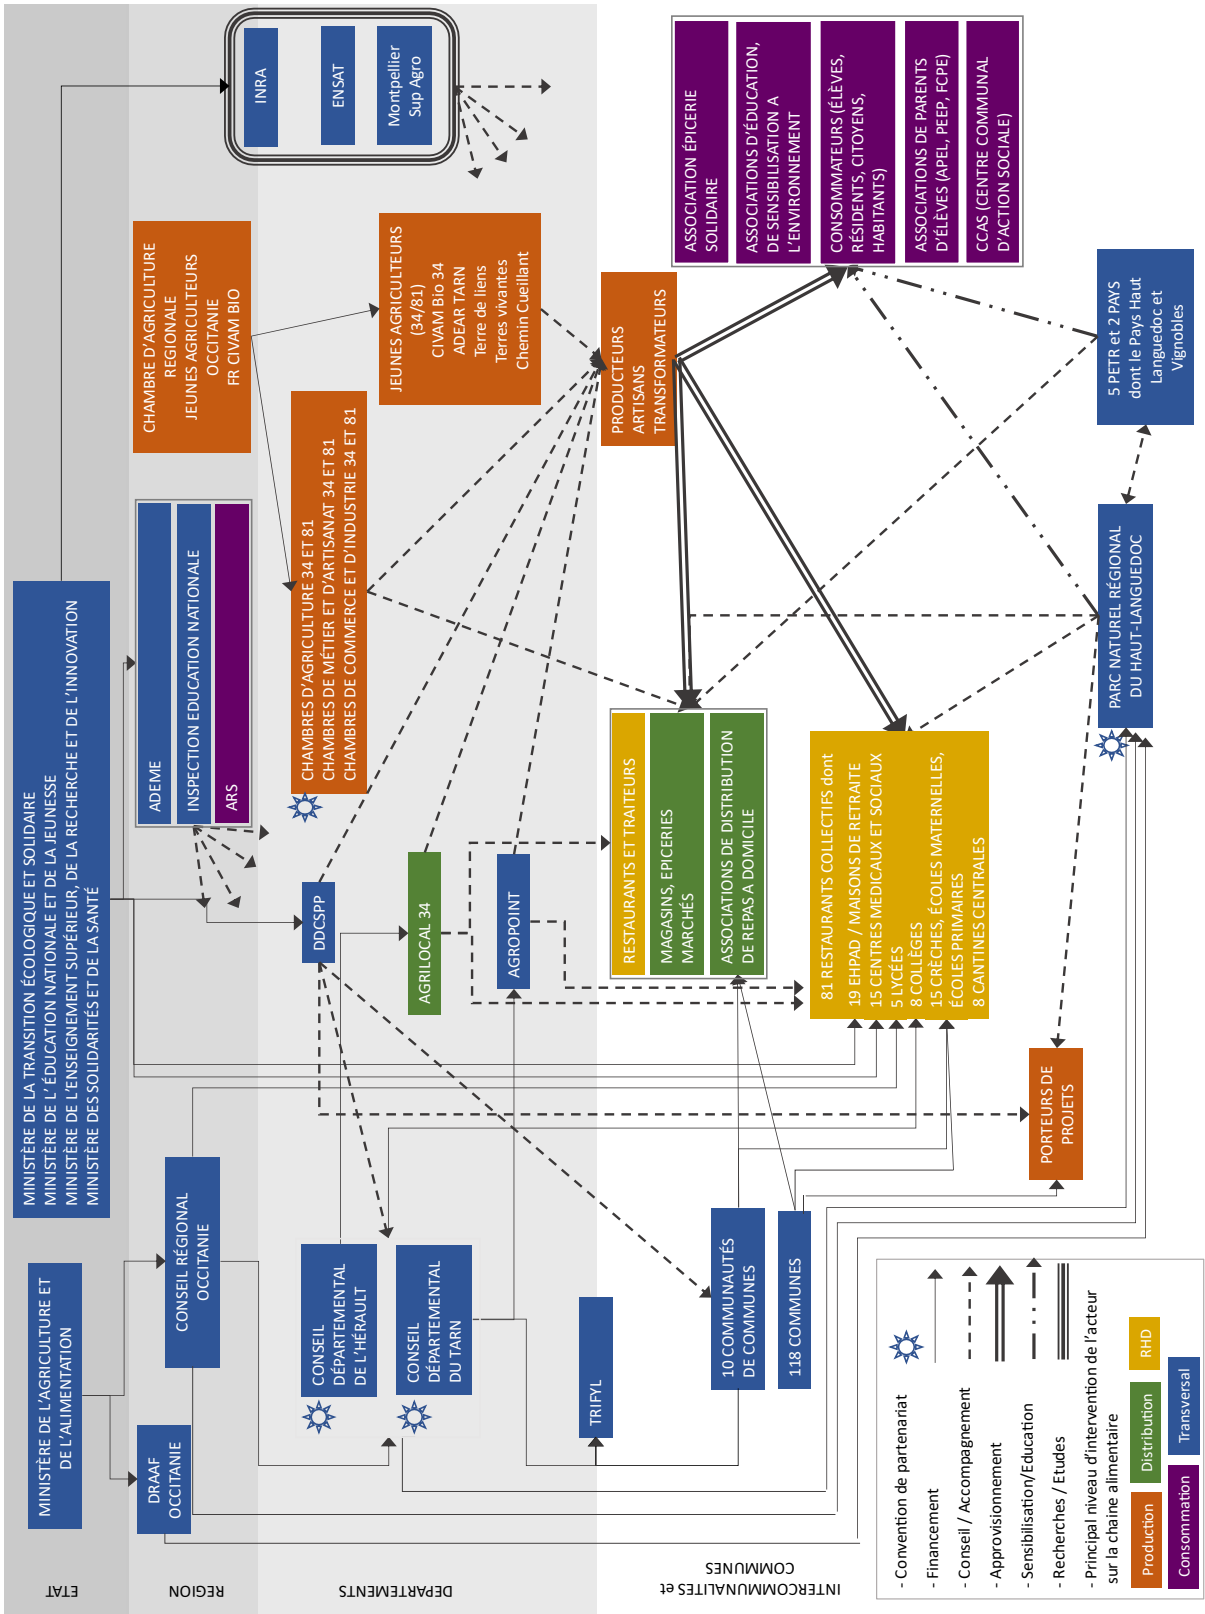 ETAT
REGION
DEPARTEMENTS
INTERCOMMUNALITES et
COMMUNES
MINISTÈRE DE L'AGRICULTURE ET
DE L'ALIMENTATION
MINISTÈRE DE LA TRANSITION ÉCOLOGIQUE ET SOLIDAIRE
MINISTÈRE DE L'ÉDUCATION NATIONALE ET DE LA JEUNESSE
MINISTÈRE DE L'ENSEIGNEMENT SUPÉRIEUR, DE LA RECHERCHE ET DE L'INNOVATION
MINISTÈRE DES SOLIDARITÉS ET DE LA SANTÉ
DRAAF
OCCITANIE
CONSEIL RÉGIONAL
OCCITANIE
ADEME
INSPECTION EDUCATION NATIONALE
ARS
CHAMBRE D'AGRICULTURE
REGIONALE
JEUNES AGRICULTEURS
OCCITANIE
FR CIVAM BIO
INRA
ENSAT
Montpellier
Sup Agro
CONSEIL
DÉPARTEMENTAL
DE L'HÉRAULT
CONSEIL
DÉPARTEMENTAL
DU TARN
DDCSPP
CHAMBRES D'AGRICULTURE 34 ET 81
CHAMBRES DE MÉTIER ET D'ARTISANAT 34 ET 81
CHAMBRES DE COMMERCE ET D'INDUSTRIE 34 ET 81
JEUNES AGRICULTEURS
(34/81)
CIVAM Bio 34
ADEAR TARN
Terre de liens
Terres vivantes
Chemin Cueillant
AGRILOCAL 34
AGROPOINT
TRIFYL
PRODUCTEURS
ARTISANS
TRANSFORMATEURS
RESTAURANTS ET TRAITEURS
MAGASINS, EPICERIES
MARCHÉS
ASSOCIATIONS DE DISTRIBUTION
DE REPAS A DOMICILE
ASSOCIATION ÉPICERIE
SOLIDAIRE
ASSOCIATIONS D'ÉDUCATION,
DE SENSIBILISATION A
L'ENVIRONNEMENT
CONSOMMATEURS (ÉLÈVES,
RÉSIDENTS, CITOYENS,
HABITANTS)
ASSOCIATIONS DE PARENTS
D'ÉLÈVES (APEL, PEEP, FCPE)
CCAS (CENTRE COMMUNAL
D'ACTION SOCIALE)
10 COMMUNAUTÉS
DE COMMUNES
118 COMMUNES
81 RESTAURANTS COLLECTIFS dont
19 EHPAD / MAISONS DE RETRAITE
15 CENTRES MEDICAUX ET SOCIAUX
5 LYCÉES
8 COLLÈGES
15 CRÈCHES, ÉCOLES MATERNELLES,
ÉCOLES PRIMAIRES
8 CANTINES CENTRALES
PORTEURS DE
PROJETS
PARC NATUREL RÉGIONAL
DU HAUT-LANGUEDOC
5 PETR et 2 PAYS
dont le Pays Haut
Languedoc et
Vignobles
- Convention de partenariat
- Financement
- Conseil / Accompagnement
- Approvisionnement
- Sensibilisation/Education
- Recherches / Etudes
- Principal niveau d'intervention de l'acteur
sur la chaine alimentaire
Production
Distribution
RHD
Consommation
Transversal